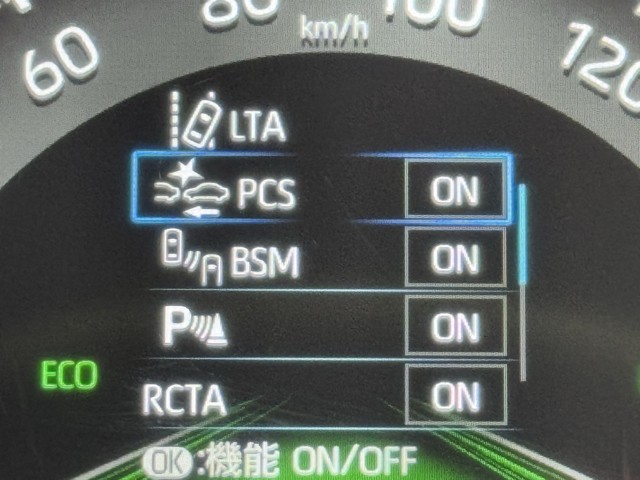 60 80 100 120
km/h
LTA
PCS ON
BSM ON
P ON
ECO
RCTA ON
OK :機能 ON/OFF